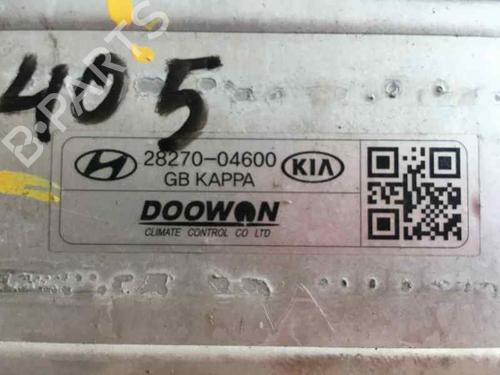 405
B-PARTS
28270-04600
KIA
GB KAPPA
DOOWON
CLIMATE CONTROL CO LTD